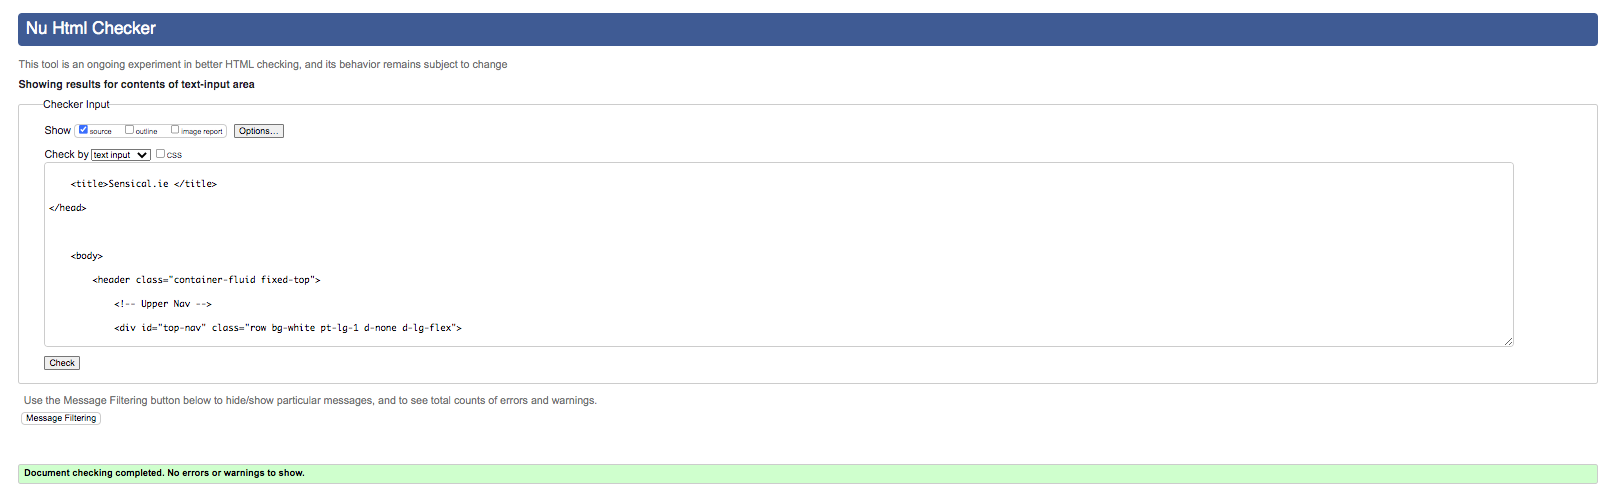 Nu Html Checker
This tool is an ongoing experiment in better HTML checking, and its behavior remains subject to change
Showing results for contents of text-input area
Checker Input
Show source outline image report Options...
Check by text input css
<title>Sensical.ie </title>
</head>
<body>
<header class="container-fluid fixed-top">
<!-- Upper Nav -->
<div id="top-nav" class="row bg-white pt-lg-1 d-none d-lg-flex">
Check
Use the Message Filtering button below to hide/show particular messages, and to see total counts of errors and warnings.
Message Filtering
Document checking completed. No errors or warnings to show.